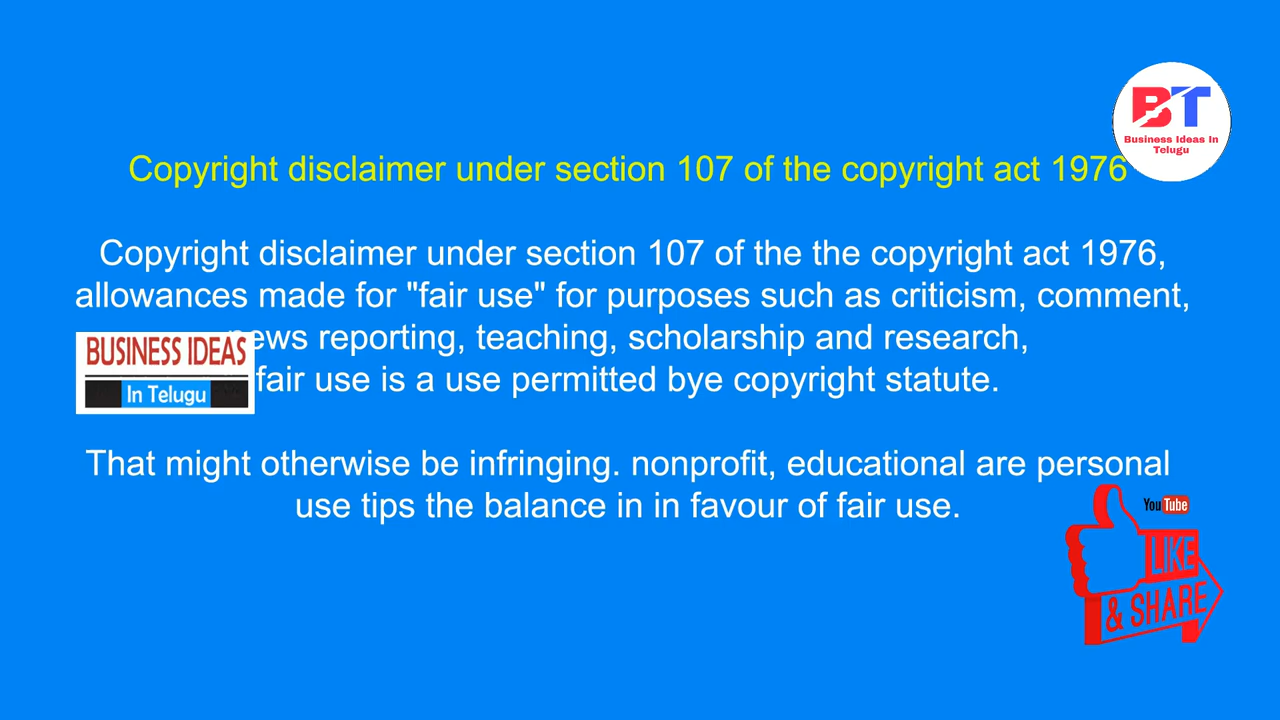 BT
Business Ideas In
Telugu
Copyright disclaimer under section 107 of the copyright act 1976
Copyright disclaimer under section 107 of the the copyright act 1976,
allowances made for "fair use" for purposes such as criticism, comment,
news reporting, teaching, scholarship and research,
fair use is a use permitted bye copyright statute.
BUSINESS IDEAS
In Telugu
That might otherwise be infringing. nonprofit, educational are personal
use tips the balance in in favour of fair use.
YouTube
LIKE
& SHARE